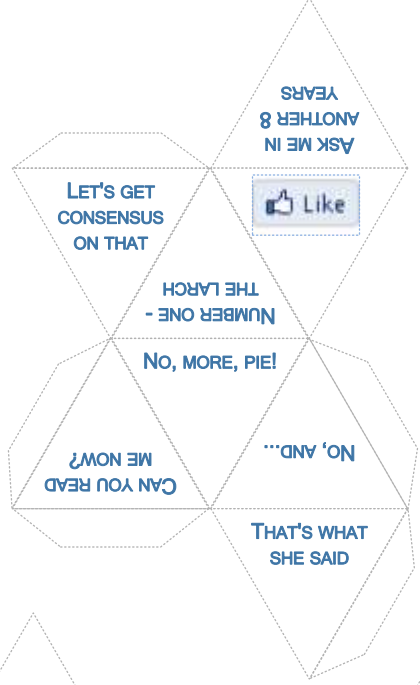 ASK ME IN
ANOTHER 8
YEARS
LET'S GET
CONSENSUS
ON THAT
Like
NUMBER ONE -
THE LARCH
NO, MORE, PIE!
CAN YOU READ
ME NOW?
NO, AND...
THAT'S WHAT
SHE SAID